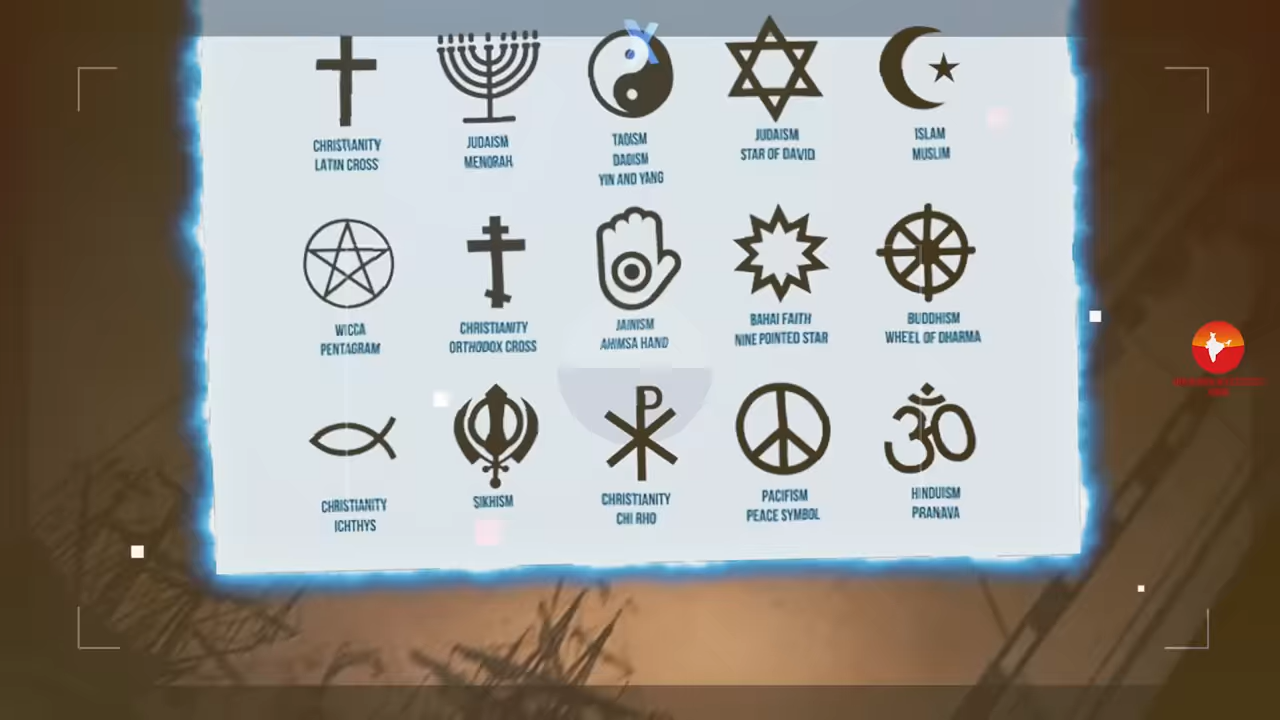 CHRISTIANITY
LATIN CROSS
JUDAISM
MENORAH
TAOISM
DAOISM
YIN AND YANG
JUDAISM
STAR OF DAVID
ISLAM
MUSLIM
WICCA
PENTAGRAM
CHRISTIANITY
ORTHODOX CROSS
JAINISM
AHIMSA HAND
BAHAI FAITH
NINE POINTED STAR
BUDDHISM
WHEEL OF DHARMA
CHRISTIANITY
ICHTHYS
SIKHISM
CHRISTIANITY
CHI RHO
PACIFISM
PEACE SYMBOL
HINDUISM
PRANAVA